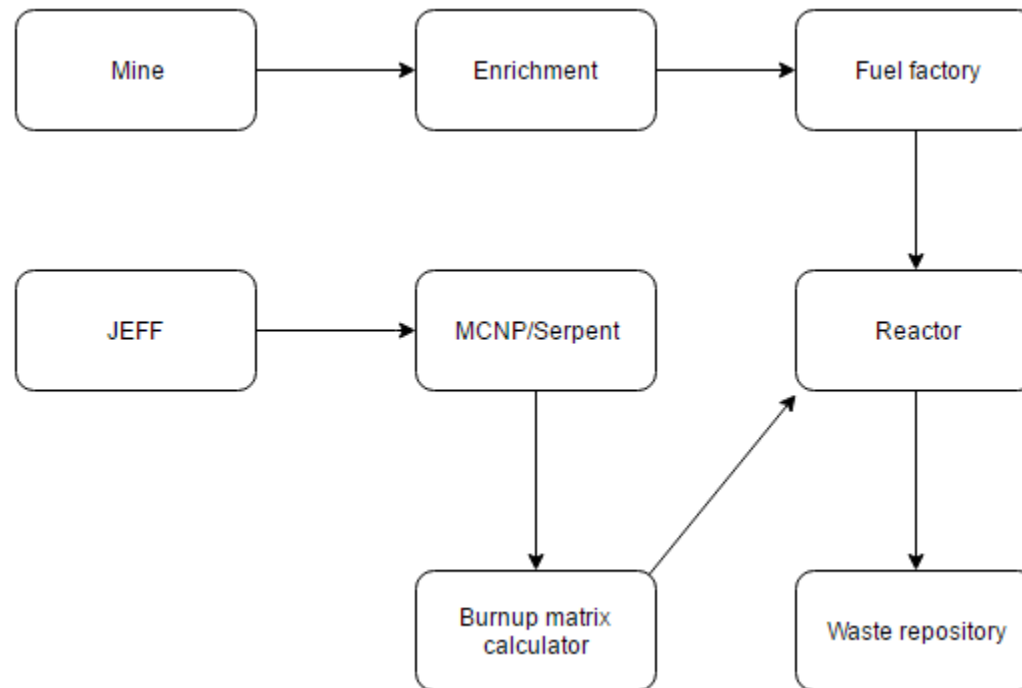 Mine
Enrichment
Fuel factory
JEFF
MCNP/Serpent
Reactor
Burnup matrix
calculator
Waste repository